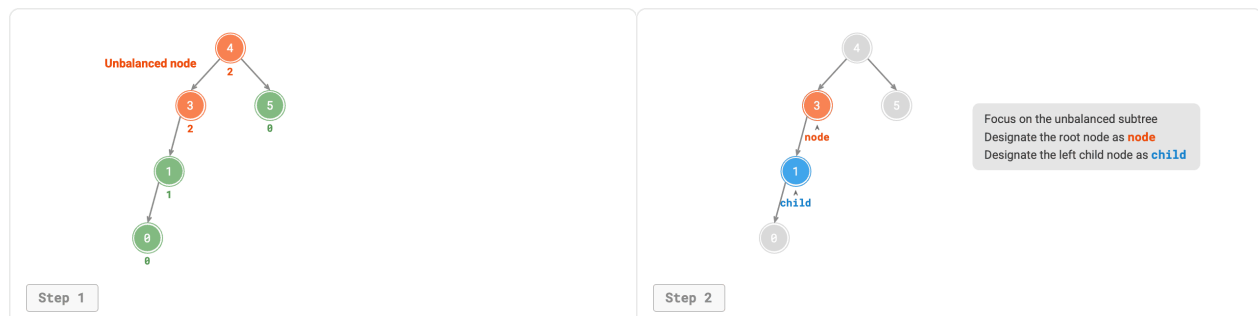 4
Unbalanced node
2
3
5
2
0
1
1
0
0
Step 1
4
3
5
node
1
child
0
Focus on the unbalanced subtree
Designate the root node as node
Designate the left child node as child
Step 2